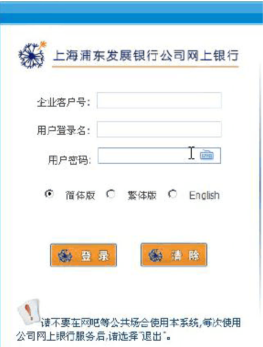 上海浦东发展银行公司网上银行
企业客户号:
用户登录名:
用户密码:
简体版 繁体版 English
登录 清除
请不要在网吧等公共场合使用本系统,每次使用
公司网上银行服务后,请选择"退出"。